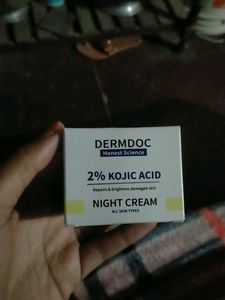 DERMDOC
Honest Science
2% KOJIC ACID
Repairs & brightens damaged skin
NIGHT CREAM
ALL SKIN TYPES